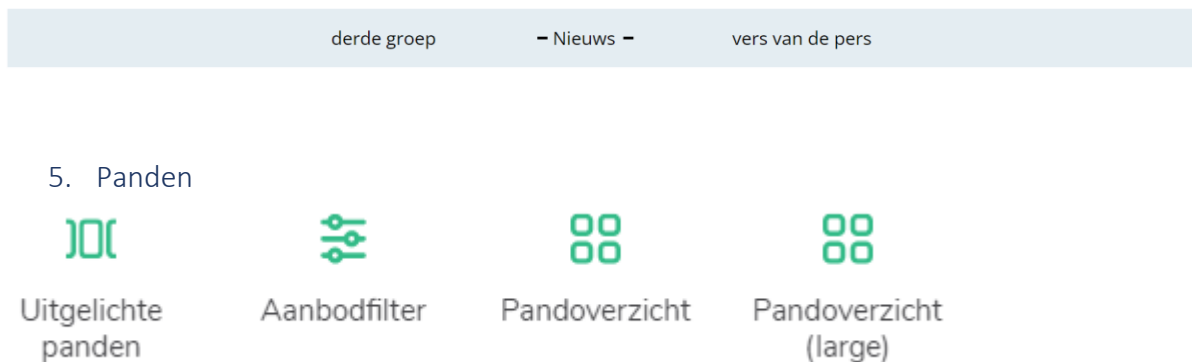 derde groep – Nieuws – vers van de pers
5. Panden
Uitgelichte panden
Aanbodfilter
Pandoverzicht
Pandoverzicht (large)